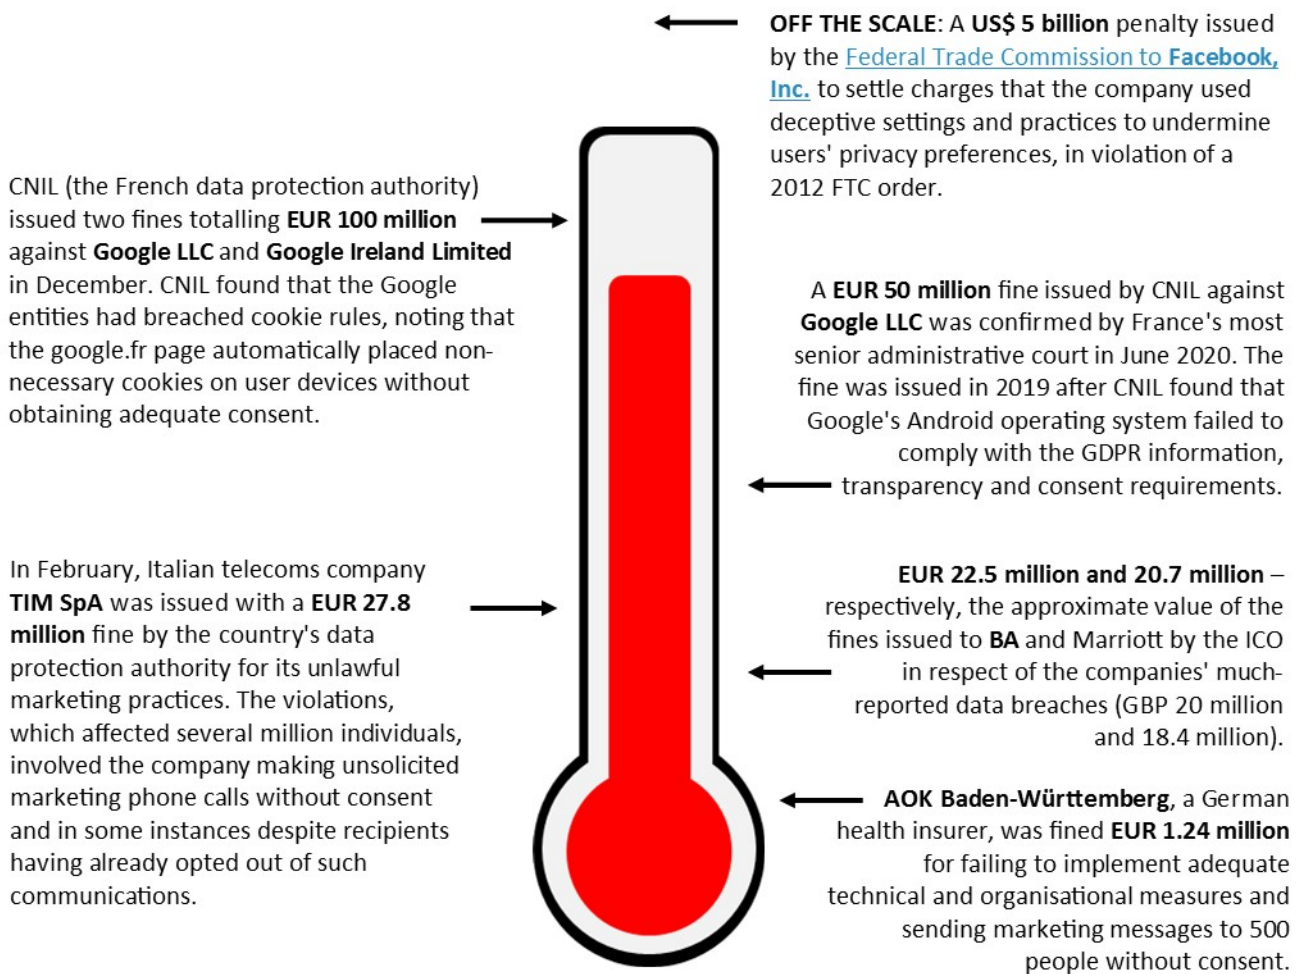 OFF THE SCALE: A US$ 5 billion penalty issued
by the Federal Trade Commission to Facebook,
Inc. to settle charges that the company used
deceptive settings and practices to undermine
users' privacy preferences, in violation of a
2012 FTC order.
CNIL (the French data protection authority)
issued two fines totalling EUR 100 million
against Google LLC and Google Ireland Limited
in December. CNIL found that the Google
entities had breached cookie rules, noting that
the google.fr page automatically placed non-
necessary cookies on user devices without
obtaining adequate consent.
A EUR 50 million fine issued by CNIL against
Google LLC was confirmed by France's most
senior administrative court in June 2020. The
fine was issued in 2019 after CNIL found that
Google's Android operating system failed to
comply with the GDPR information,
transparency and consent requirements.
In February, Italian telecoms company
TIM SpA was issued with a EUR 27.8
million fine by the country's data
protection authority for its unlawful
marketing practices. The violations,
which affected several million individuals,
involved the company making unsolicited
marketing phone calls without consent
and in some instances despite recipients
having already opted out of such
communications.
EUR 22.5 million and 20.7 million –
respectively, the approximate value of the
fines issued to BA and Marriott by the ICO
in respect of the companies' much-
reported data breaches (GBP 20 million
and 18.4 million).
AOK Baden-Württemberg, a German
health insurer, was fined EUR 1.24 million
for failing to implement adequate
technical and organisational measures and
sending marketing messages to 500
people without consent.